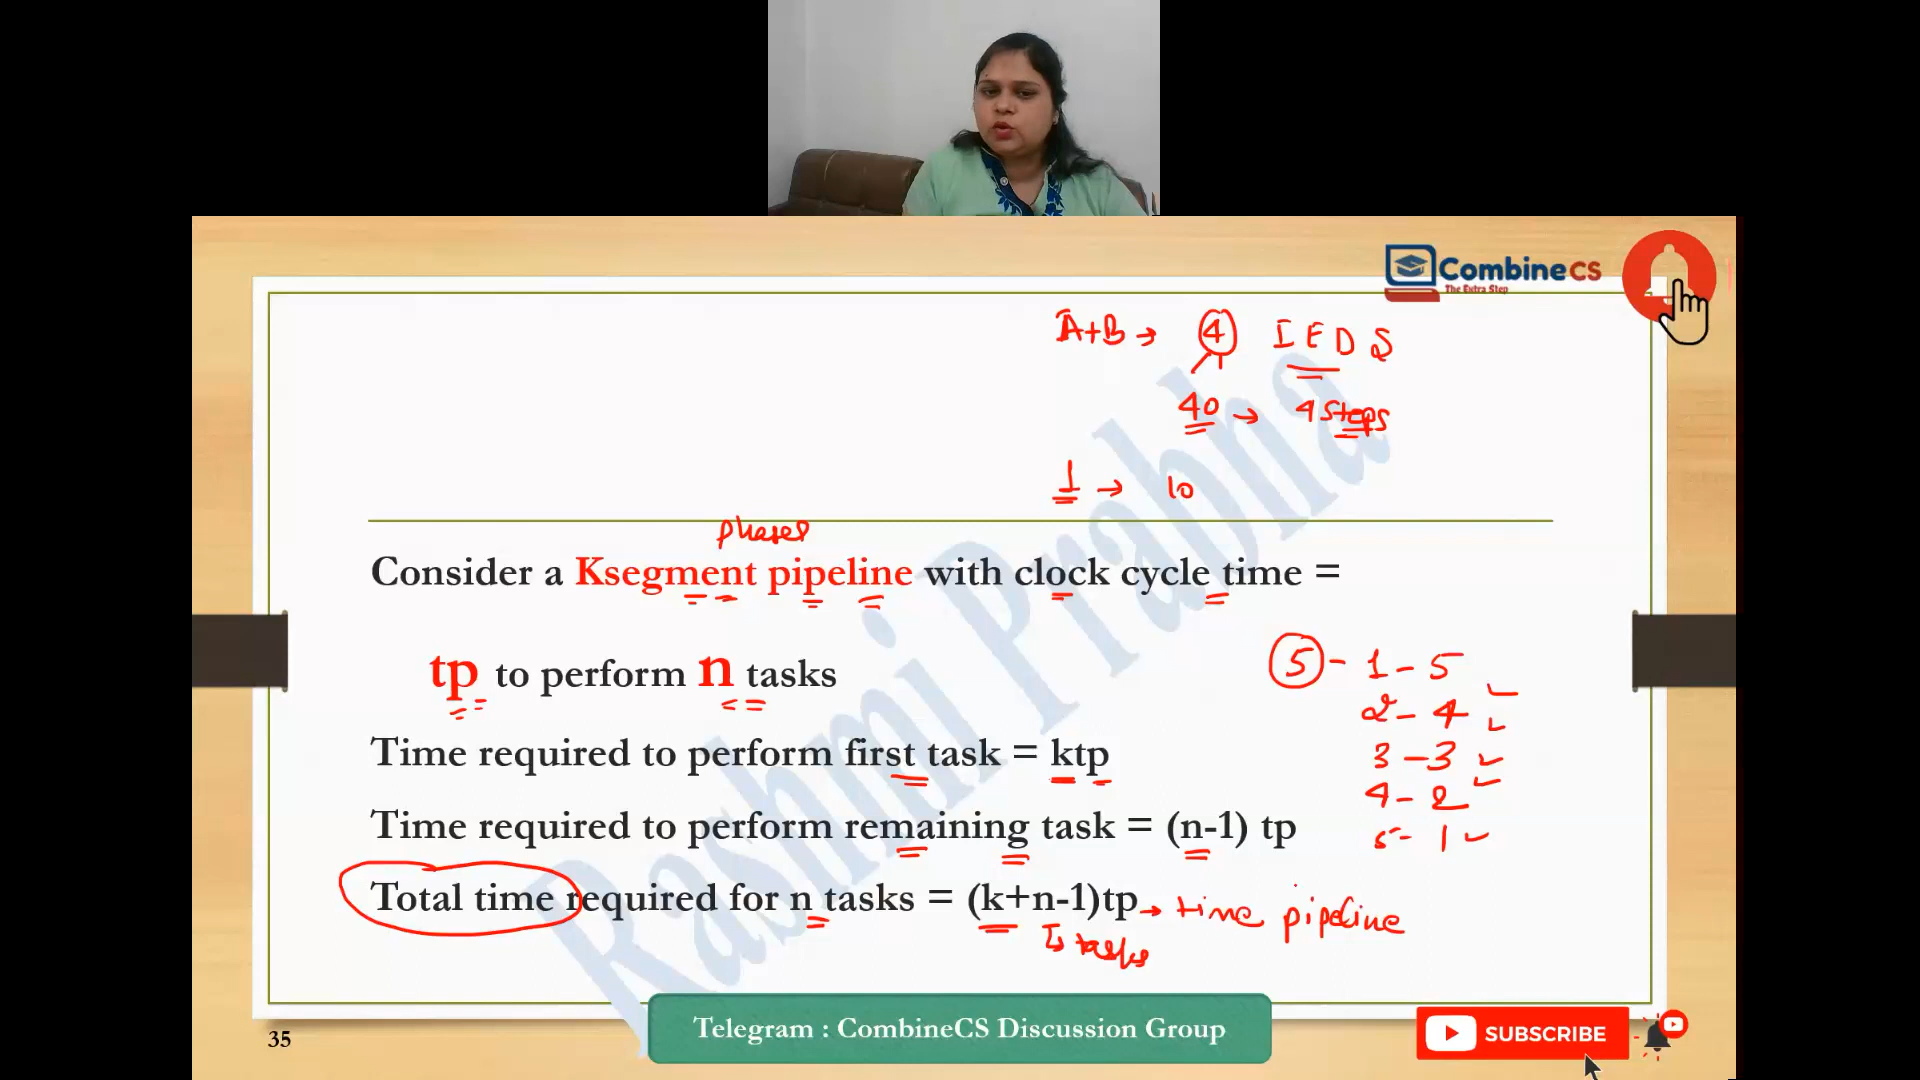 CombineCS
The Extra Step
A+B → 4 I E D S
40 → 4 Steps
1 → 10
phases
Consider a Ksegment pipeline with clock cycle time =
tp to perform n tasks
5 - 1 - 5
2 - 4
3 - 3
4 - 2
5 - 1
Time required to perform first task = ktp
Time required to perform remaining task = (n-1) tp
Total time required for n tasks = (k+n-1)tp → time pipeline
tasks
Rashmi Prabha
Telegram : CombineCS Discussion Group
35
SUBSCRIBE